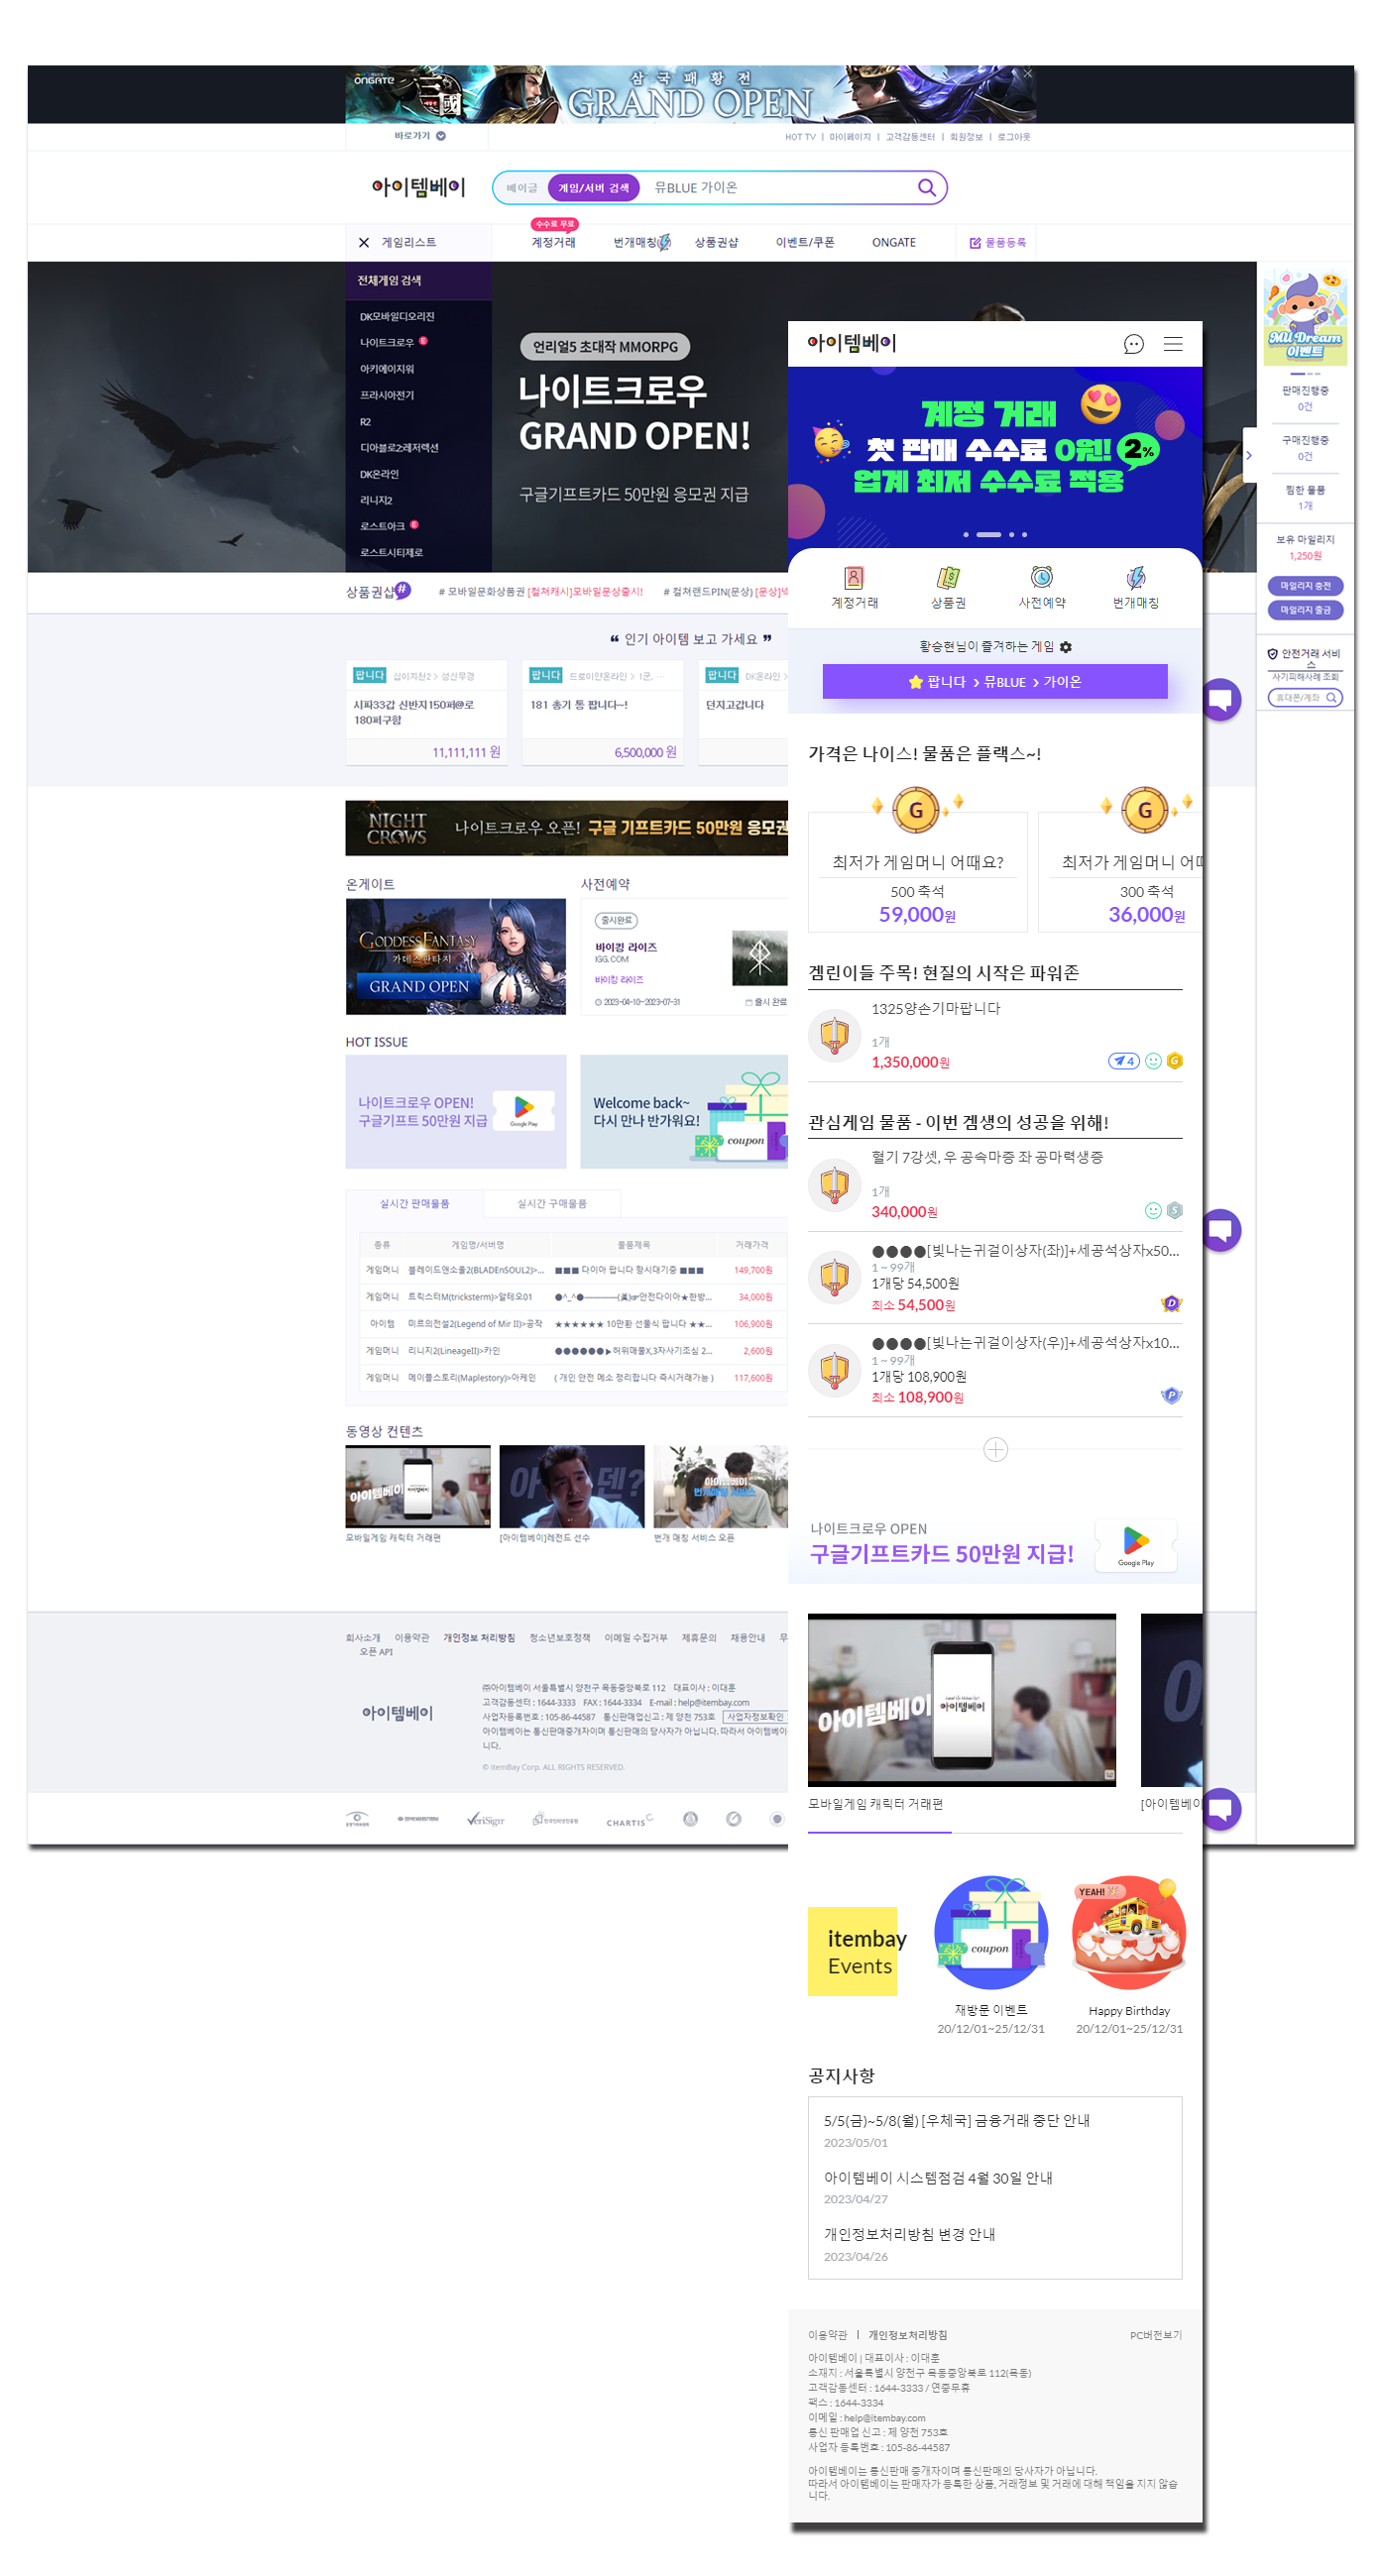 ONGATE
삼국패황전
GRAND OPEN
바로가기
HOT TV | 마이페이지 | 고객감동센터 | 회원정보 | 로그아웃
아이템베이
베이글
게임/서버 검색
뮤BLUE 가이온
게임리스트
수수료 무료
계정거래
번개매칭
상품권샵
이벤트/쿠폰
ONGATE
물품등록
전체게임 검색
DK모바일디오리진
나이트크로우
아키에이지워
프라시아전기
R2
디아블로2:레저렉션
DK온라인
리니지2
로스트아크
로스트시티제로
언리얼5 초대작 MMORPG
나이트크로우
GRAND OPEN!
구글기프트카드 50만원 응모권 지급
MU Dream
이벤트
판매진행중
0건
구매진행중
0건
찜한 물품
1개
보유 마일리지
1,250원
마일리지 충전
마일리지 출금
안전거래 서비
스
사기피해사례 조회
휴대폰/계좌
상품권샵 #
# 모바일문화상품권 [컬쳐캐시]모바일문상출시!
# 컬쳐랜드PIN(문상)
인기 아이템 보고 가세요
팝니다 십이지천2 > 성신무경
시파33갑 신반지150퍼@로
180퍼구함
11,111,111 원
팝니다 드로이얀온라인 > 1군, ...
181 총기 통 팝니다~!
6,500,000 원
팝니다 DK온라인 >
던지고갑니다
NIGHT CROWS
나이트크로우 오픈! 구글 기프트카드 50만원 응모권
온게이트
GODDESS FANTASY
가데스 판타지
GRAND OPEN
사전예약
출시완료
바이킹 라이즈
IGG.COM
바이킹 라이즈
2023-04-10~2023-07-31
출시 완료
HOT ISSUE
나이트크로우 OPEN!
구글기프트 50만원 지급
Google Play
Welcome back~
다시 만나 반가워요!
coupon
실시간 판매물품
실시간 구매물품
종류 게임명/서버명 물품제목 거래가격
게임머니 블레이드앤소울2(BLADEnSOUL2)>... ■■■ 다이아 팝니다 항시대기중 ■■■ 149,700원
게임머니 트릭스터M(tricksterm)>알테오01 34,000원
아이템 미르의전설2(Legend of Mir II)>공작 ★★★★★★ 10만환 선물식 팝니다 ★★... 106,900원
게임머니 리니지2(LineageII)>카인 ●●●●●●▶허위매물X,3자사기조심 2... 2,600원
게임머니 메이플스토리(Maplestory)>아케인 ( 개인 안전 메소 정리합니다 즉시거래가능 ) 117,600원
동영상 컨텐츠
아이템베이
모바일게임 캐릭터 거래편
[아이템베이]레전드 선수
아이템베이
번개매칭 서비스
번개 매칭 서비스 오픈
회사소개 이용약관 개인정보 처리방침 청소년보호정책 이메일 수집거부 제휴문의 채용안내
오픈 API
아이템베이
㈜아이템베이 서울특별시 양천구 목동중앙북로 112 대표이사 : 이대훈
고객감동센터 : 1644-3333 FAX : 1644-3334 E-mail : help@itembay.com
사업자등록번호 : 105-86-44587 통신판매업신고 : 제 양천 753호 사업자정보확인
아이템베이는 통신판매중개자이며 통신판매의 당사자가 아닙니다. 따라서 아이템베이
니다.
© itemBay Corp. ALL RIGHTS RESERVED.
VeriSign
CHARTIS
아이템베이
계정 거래
첫 판매 수수료 0원! 2%
업계 최저 수수료 적용
계정거래
상품권
사전예약
번개매칭
황승현님이 즐겨하는 게임
팝니다 > 뮤BLUE > 가이온
가격은 나이스! 물품은 플랙스~!
G
최저가 게임머니 어때요?
500 축석
59,000원
G
최저가 게임머니 어때
300 축석
36,000원
겜린이들 주목! 현질의 시작은 파워존
1325양손기마팝니다
1개
1,350,000원
4
G
관심게임 물품 - 이번 겜생의 성공을 위해!
혈기 7강셋, 우 공속마증 좌 공마력생증
1개
340,000원
S
●●●●[빛나는귀걸이상자(좌)]+세공석상자x50...
1 ~ 99개
1개당 54,500원
최소 54,500원
D
●●●●[빛나는귀걸이상자(우)]+세공석상자x10...
1 ~ 99개
1개당 108,900원
최소 108,900원
P
나이트크로우 OPEN
구글기프트카드 50만원 지급!
Google Play
아이템베이
아이템베이
모바일게임 캐릭터 거래편
[아이템베이
itembay
Events
coupon
재방문 이벤트
20/12/01~25/12/31
YEAH!
Happy Birthday
20/12/01~25/12/31
공지사항
5/5(금)~5/8(월) [우체국] 금융거래 중단 안내
2023/05/01
아이템베이 시스템점검 4월 30일 안내
2023/04/27
개인정보처리방침 변경 안내
2023/04/26
이용약관 | 개인정보처리방침
PC버전보기
아이템베이 | 대표이사 : 이대훈
소재지 : 서울특별시 양천구 목동중앙북로 112(목동)
고객감동센터 : 1644-3333 / 연중무휴
팩스 : 1644-3334
이메일 : help@itembay.com
통신 판매업 신고 : 제 양천 753호
사업자 등록번호 : 105-86-44587
아이템베이는 통신판매 중개자이며 통신판매의 당사자가 아닙니다.
따라서 아이템베이는 판매자가 등록한 상품, 거래정보 및 거래에 대해 책임을 지지 않습
니다.